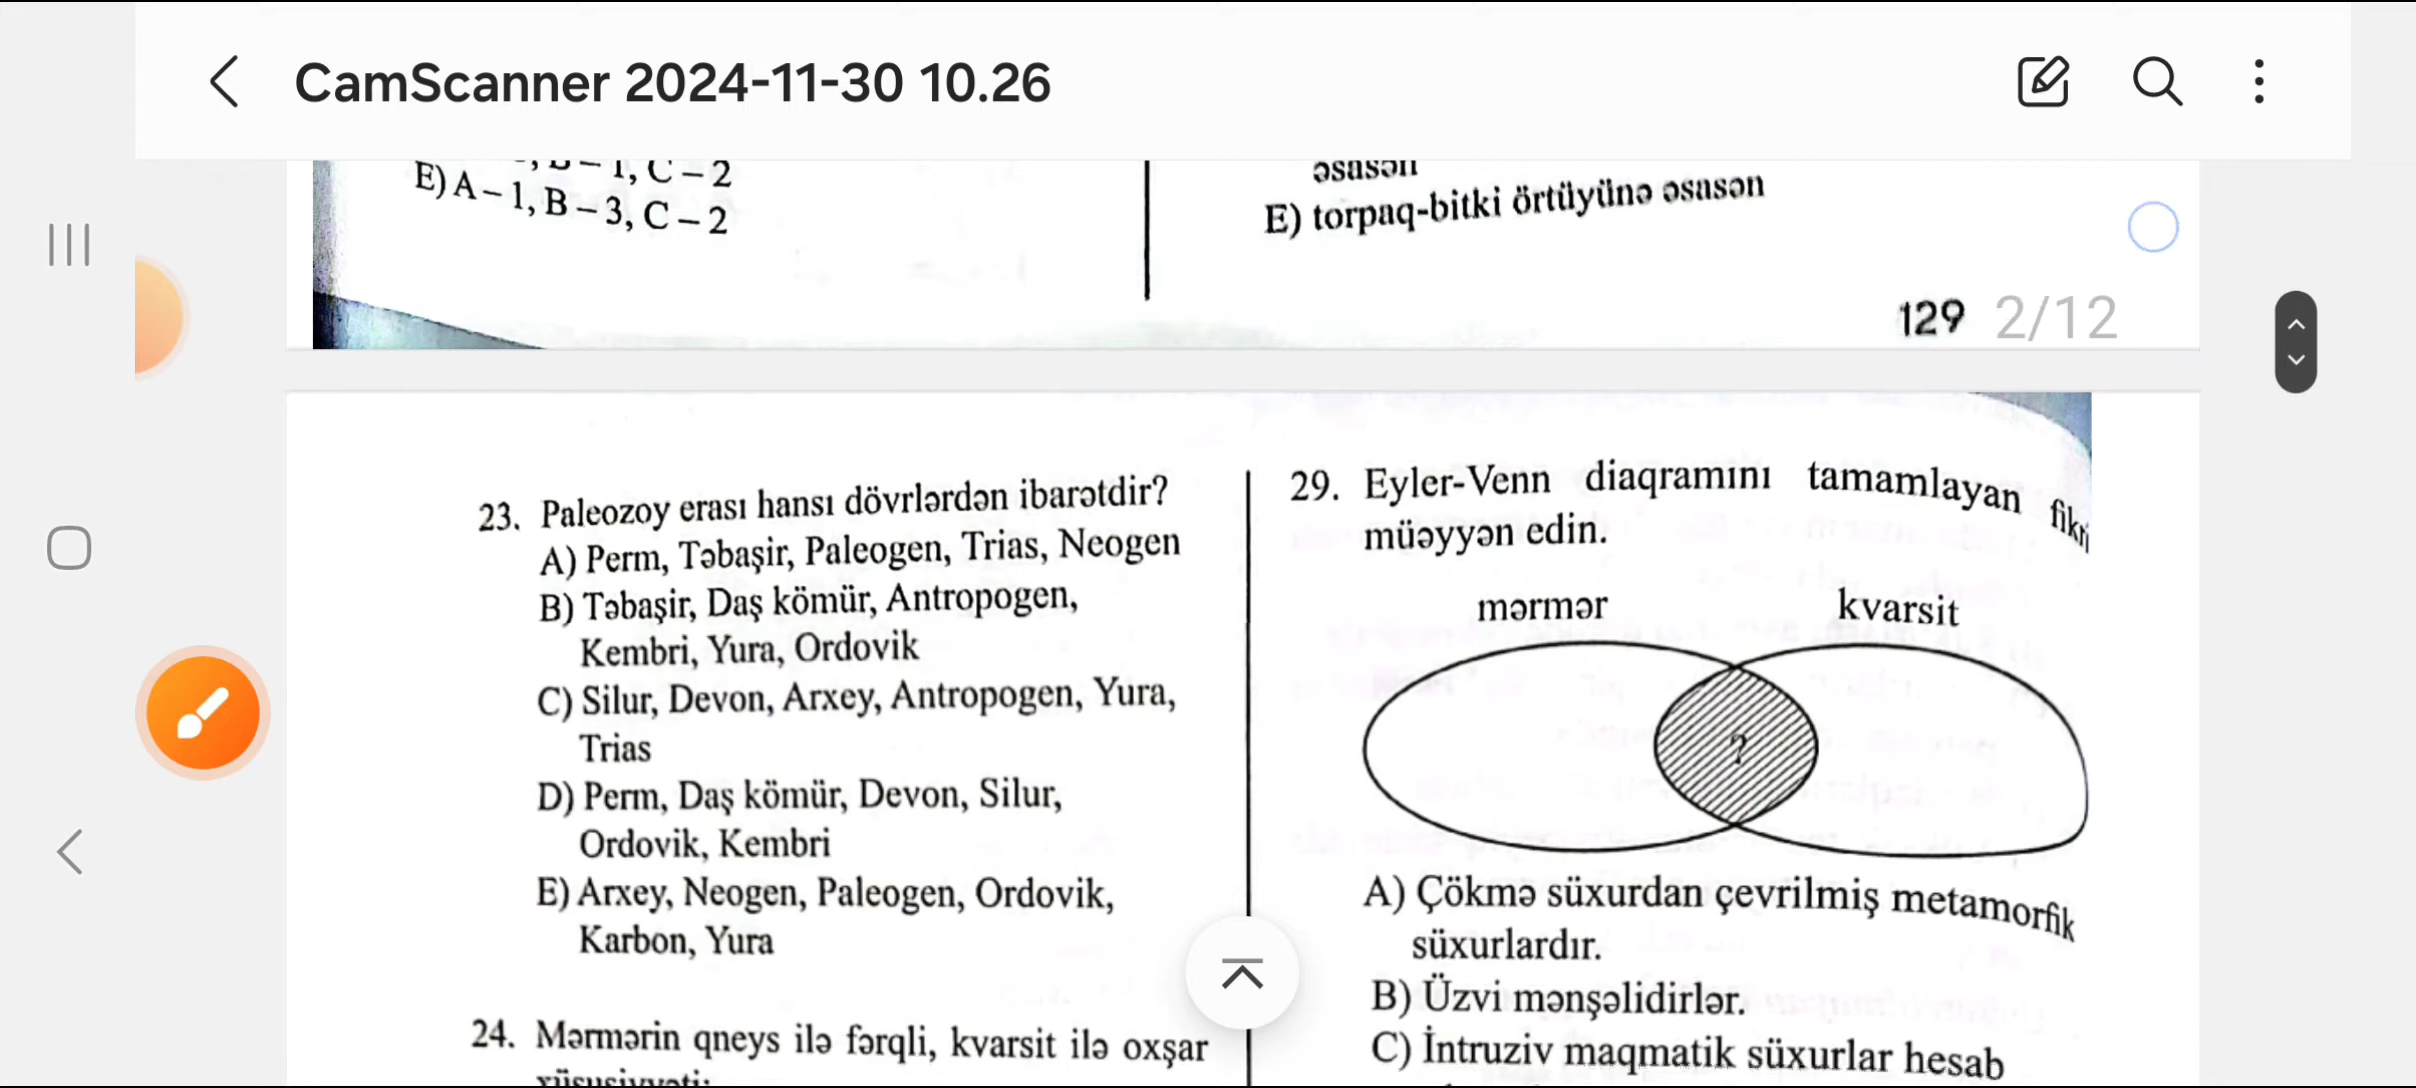 CamScanner 2024-11-30 10.26
1, C – 2
E) A – 1, B – 3, C – 2
əsasən
E) torpaq-bitki örtüyünə əsasən
129 2/12
23. Paleozoy erası hansı dövrlərdən ibarətdir?
A) Perm, Təbaşir, Paleogen, Trias, Neogen
B) Təbaşir, Daş kömür, Antropogen,
Kembri, Yura, Ordovik
C) Silur, Devon, Arxey, Antropogen, Yura,
Trias
D) Perm, Daş kömür, Devon, Silur,
Ordovik, Kembri
E) Arxey, Neogen, Paleogen, Ordovik,
Karbon, Yura
24. Mərmərin qneys ilə fərqli, kvarsit ilə oxşar
29. Eyler-Venn diaqramını tamamlayan fikri
müəyyən edin.
mərmər kvarsit
?
A) Çökmə süxurdan çevrilmiş metamorfik
süxurlardır.
B) Üzvi mənşəlidirlər.
C) İntruziv maqmatik süxurlar hesab